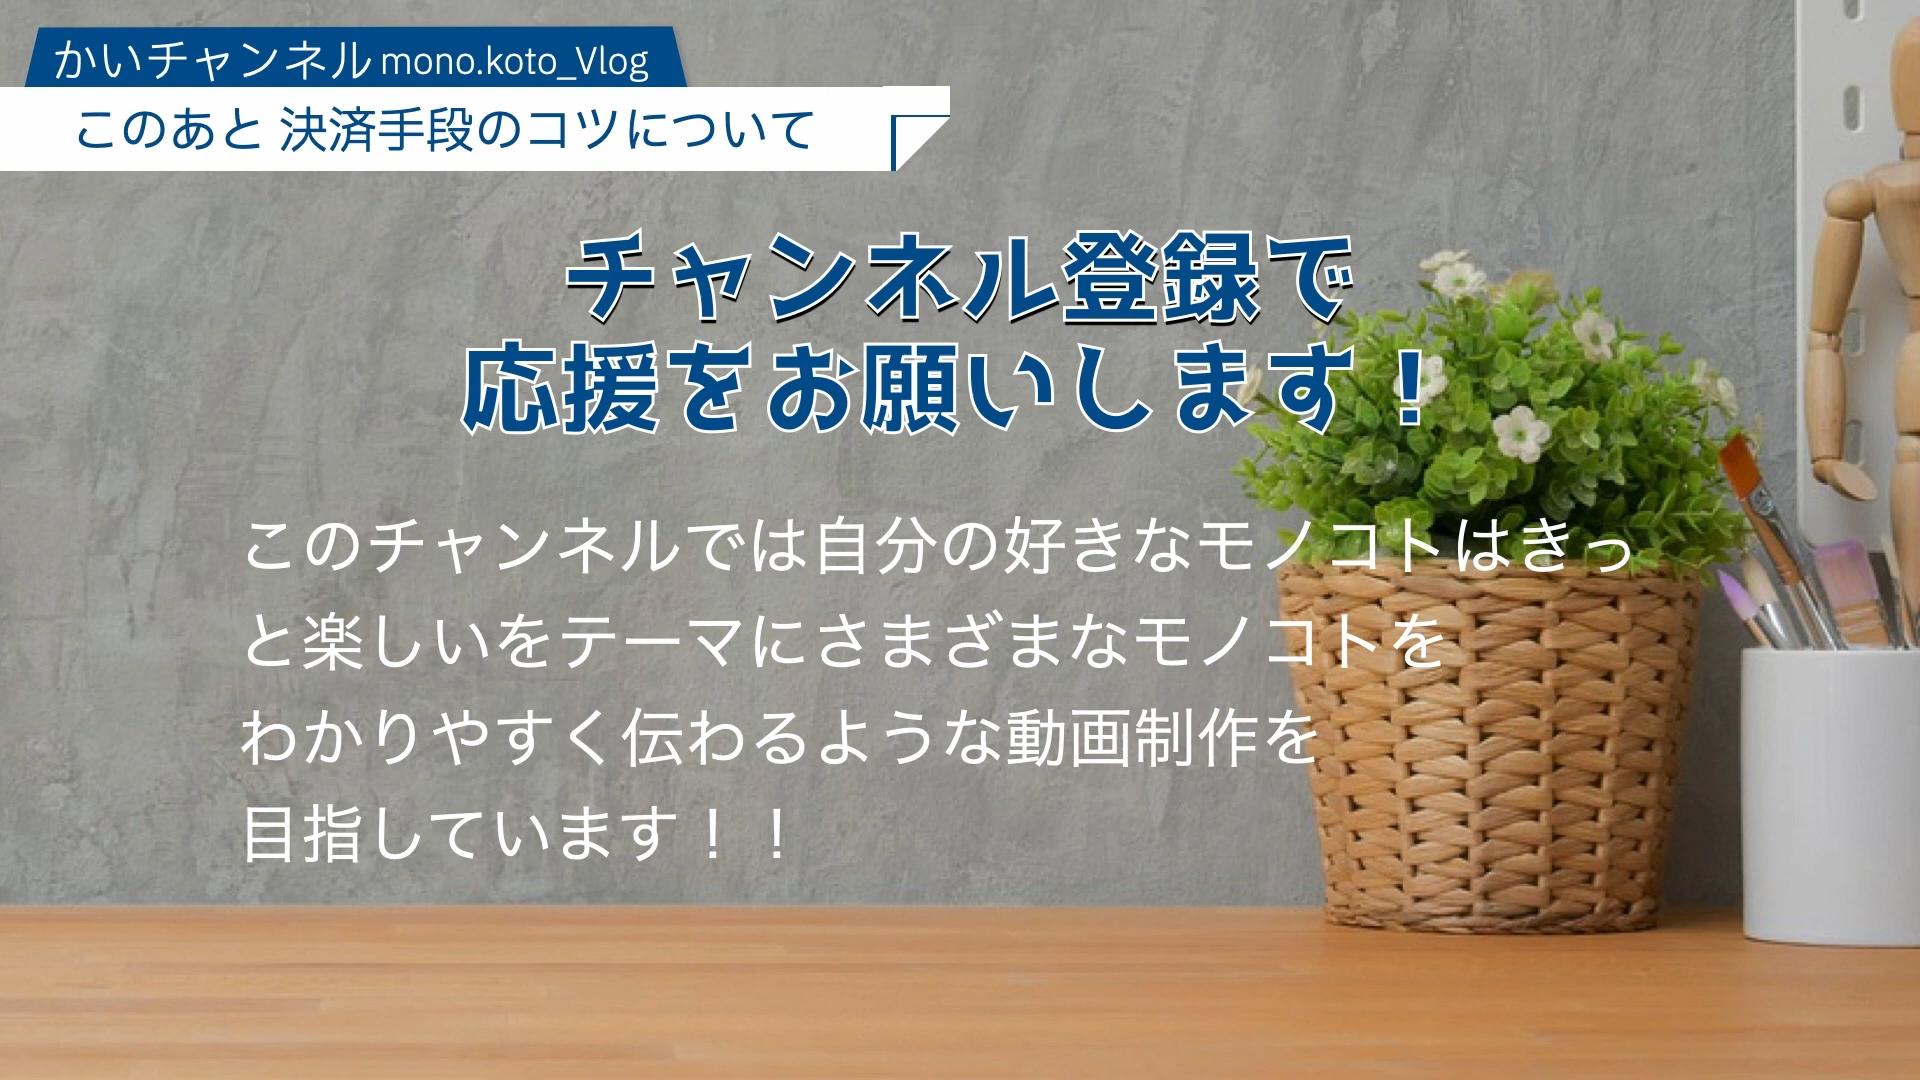 かいチャンネル mono.koto_Vlog
このあと 決済手段のコツについて
チャンネル登録で
応援をお願いします！
このチャンネルでは自分の好きなモノコトはきっ
と楽しいをテーマにさまざまなモノコトを
わかりやすく伝わるような動画制作を
目指しています！！